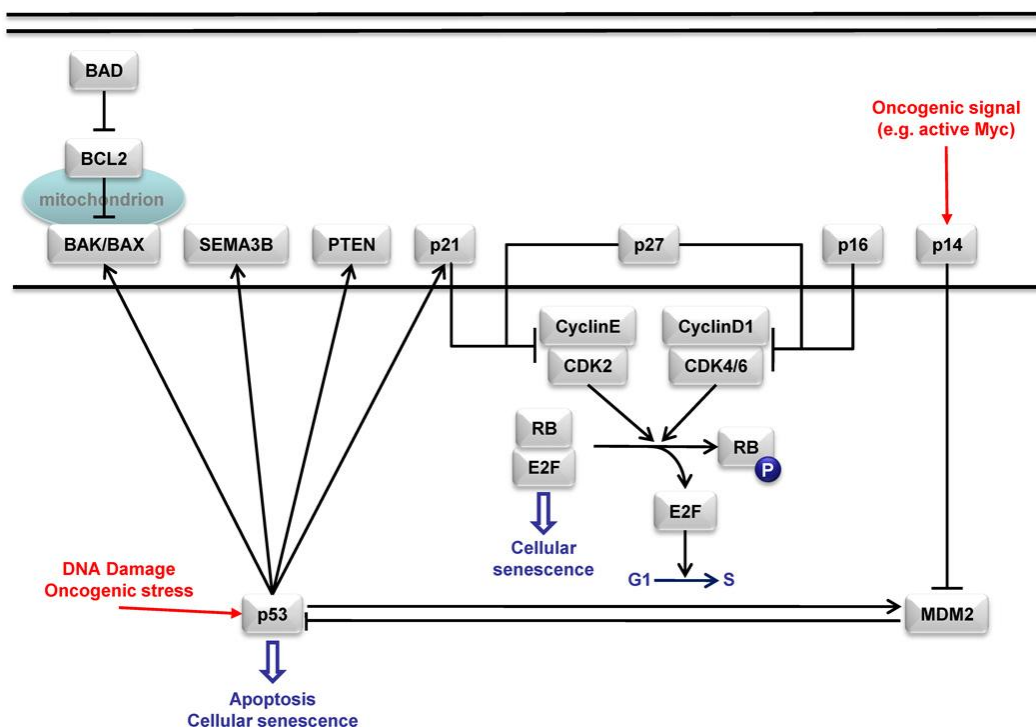 BAD
Oncogenic signal
(e.g. active Myc)
BCL2
mitochondrion
BAK/BAX
SEMA3B
PTEN
p21
p27
p16
p14
CyclinE
CyclinD1
CDK2
CDK4/6
RB
E2F
RB
P
E2F
Cellular
senescence
G1
S
DNA Damage
Oncogenic stress
p53
MDM2
Apoptosis
Cellular senescence